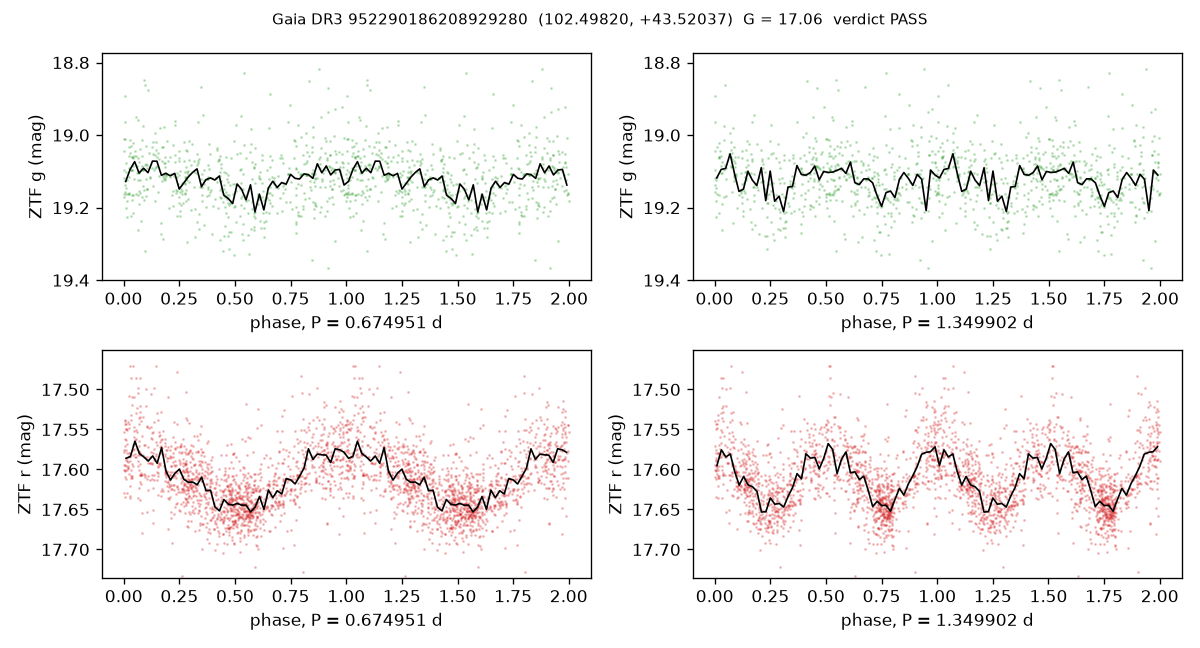 Gaia DR3 952290186208929280  (102.49820, +43.52037)  G = 17.06  verdict PASS
18.8
19.0
19.2
19.4
ZTF g (mag)
0.00 0.25 0.50 0.75 1.00 1.25 1.50 1.75 2.00
phase, P = 0.674951 d
18.8
19.0
19.2
19.4
ZTF g (mag)
0.00 0.25 0.50 0.75 1.00 1.25 1.50 1.75 2.00
phase, P = 1.349902 d
17.50
17.55
17.60
17.65
17.70
ZTF r (mag)
0.00 0.25 0.50 0.75 1.00 1.25 1.50 1.75 2.00
phase, P = 0.674951 d
17.50
17.55
17.60
17.65
17.70
ZTF r (mag)
0.00 0.25 0.50 0.75 1.00 1.25 1.50 1.75 2.00
phase, P = 1.349902 d